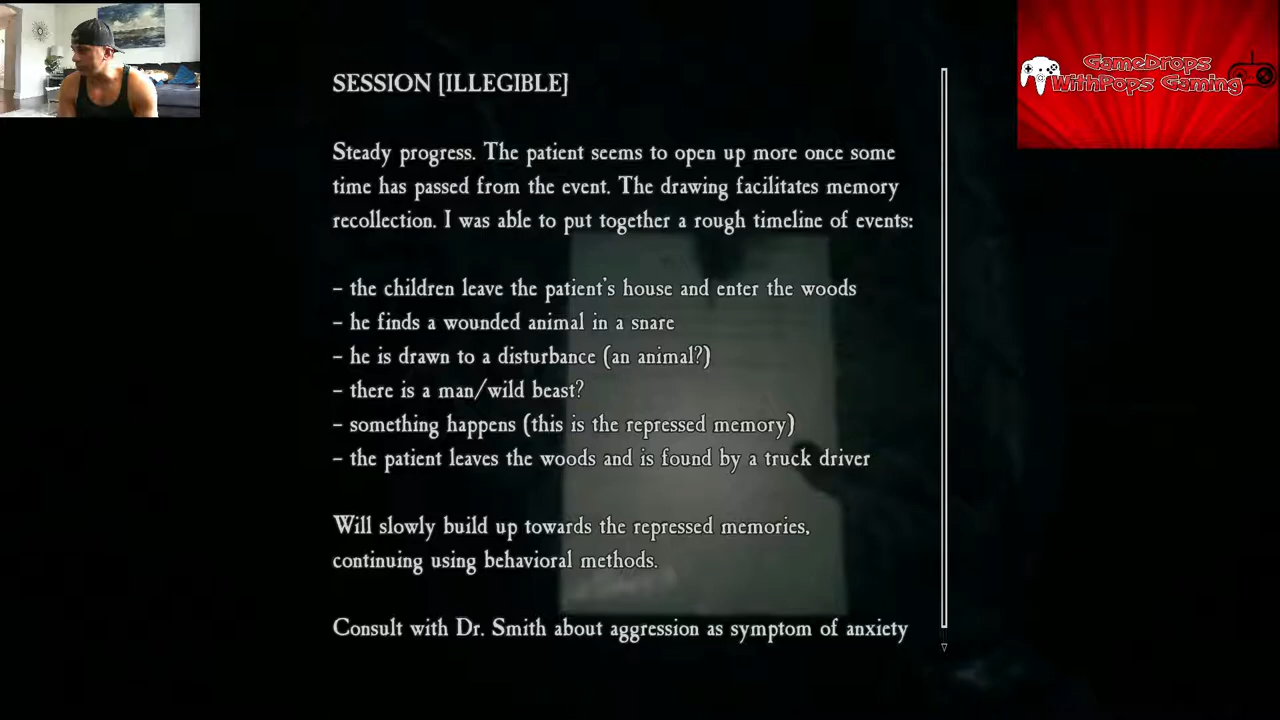 GameDrops
WithPops Gaming
SESSION [ILLEGIBLE]
Steady progress. The patient seems to open up more once some
time has passed from the event. The drawing facilitates memory
recollection. I was able to put together a rough timeline of events:
- the children leave the patient's house and enter the woods
- he finds a wounded animal in a snare
- he is drawn to a disturbance (an animal?)
- there is a man/wild beast?
- something happens (this is the repressed memory)
- the patient leaves the woods and is found by a truck driver
Will slowly build up towards the repressed memories,
continuing using behavioral methods.
Consult with Dr. Smith about aggression as symptom of anxiety